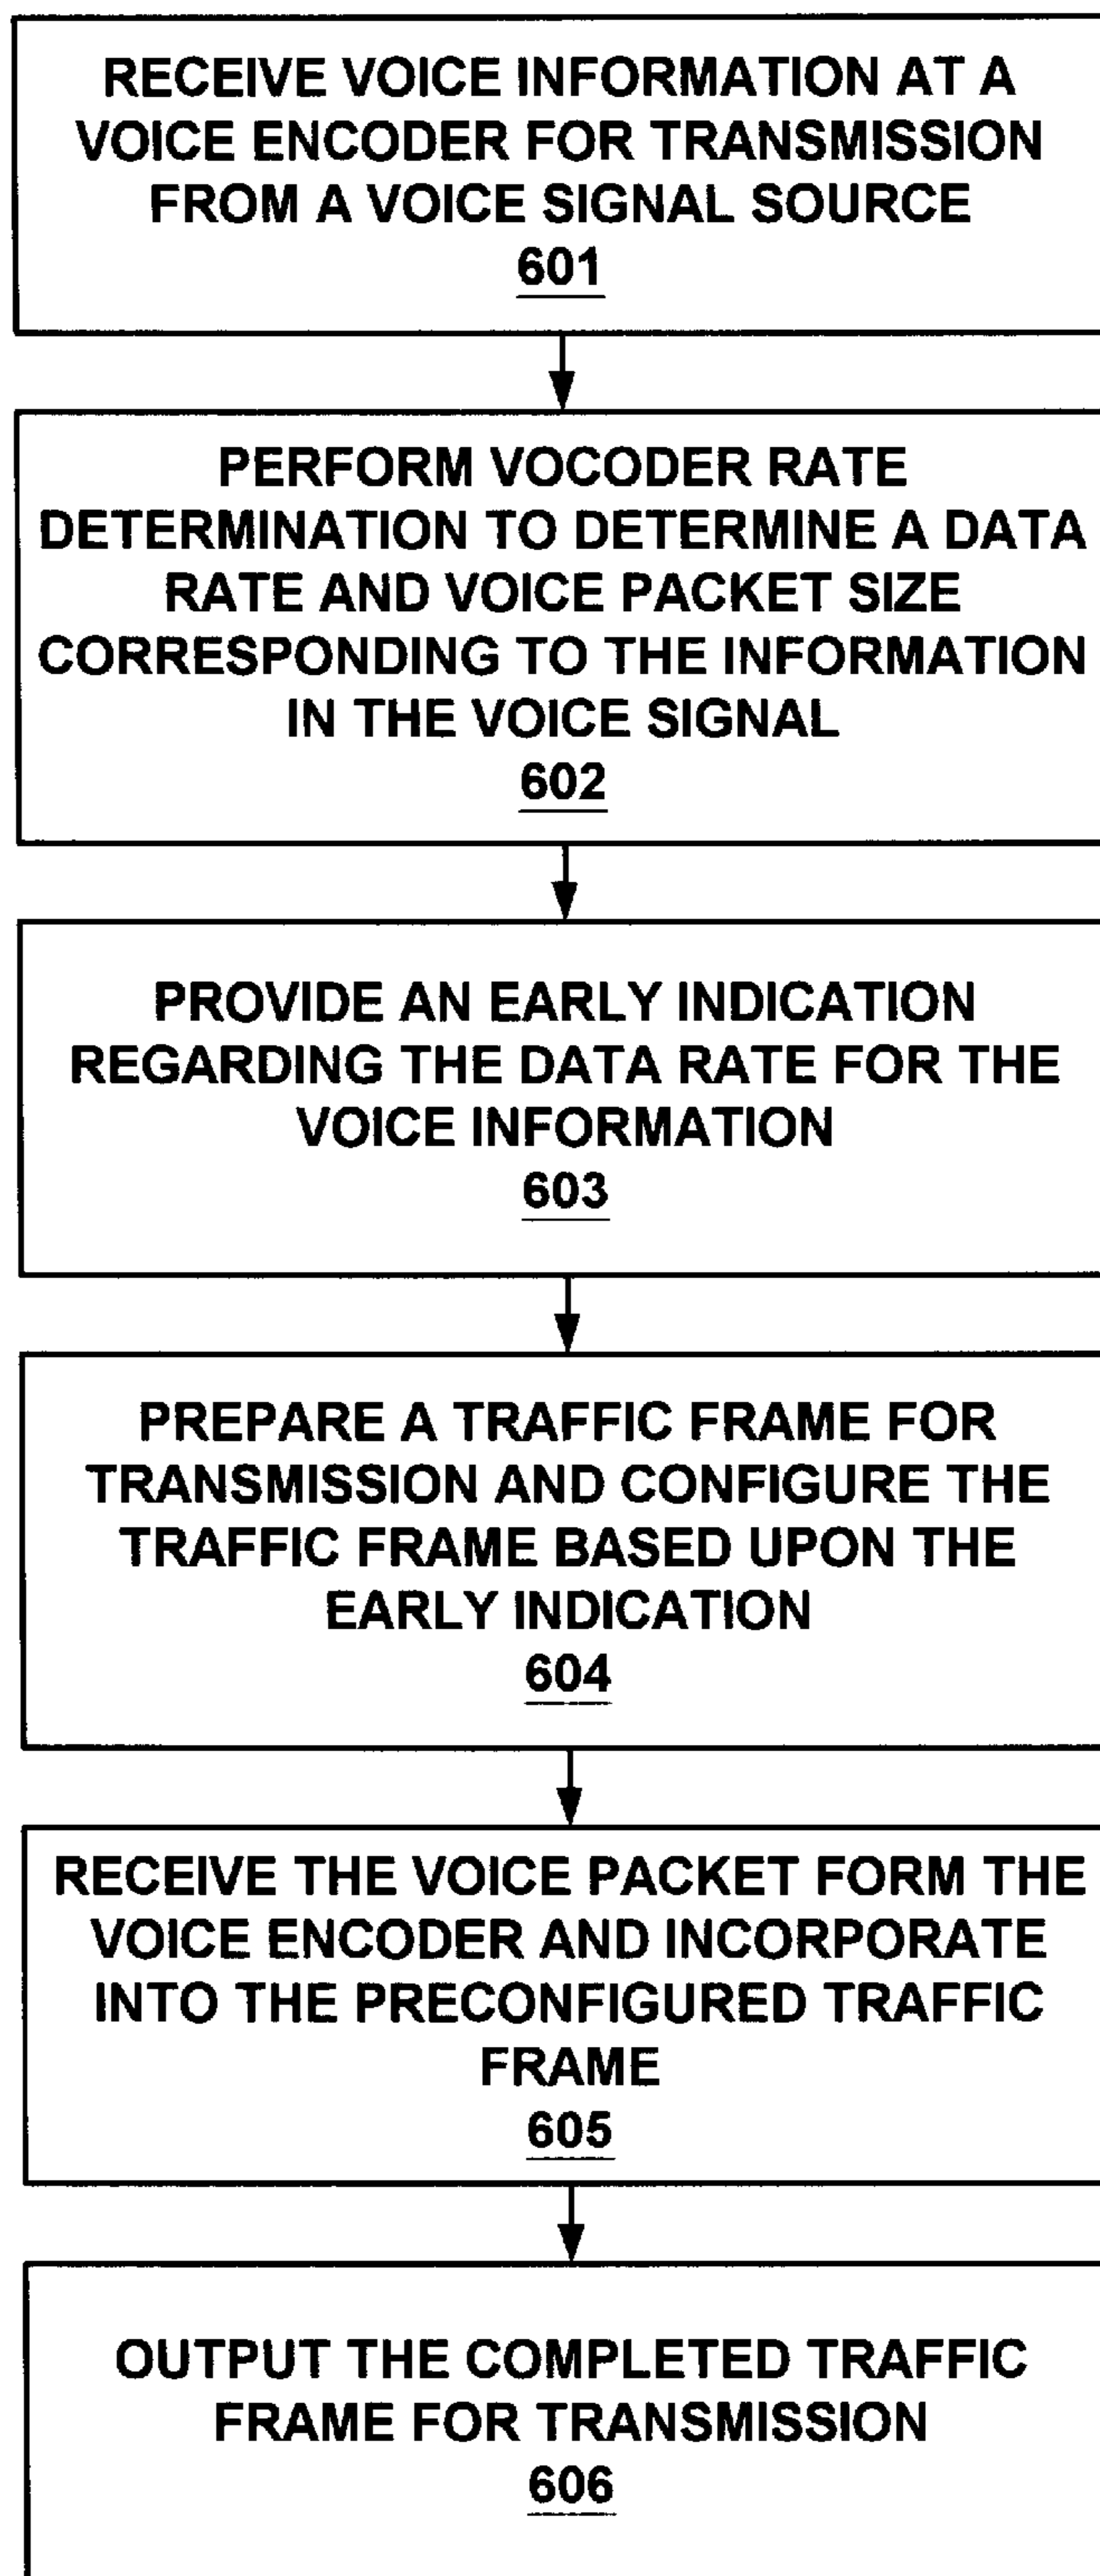 RECEIVE VOICE INFORMATION AT A
VOICE ENCODER FOR TRANSMISSION
FROM A VOICE SIGNAL SOURCE
601
PERFORM VOCODER RATE
DETERMINATION TO DETERMINE A DATA
RATE AND VOICE PACKET SIZE
CORRESPONDING TO THE INFORMATION
IN THE VOICE SIGNAL
602
PROVIDE AN EARLY INDICATION
REGARDING THE DATA RATE FOR THE
VOICE INFORMATION
603
PREPARE A TRAFFIC FRAME FOR
TRANSMISSION AND CONFIGURE THE
TRAFFIC FRAME BASED UPON THE
EARLY INDICATION
604
RECEIVE THE VOICE PACKET FORM THE
VOICE ENCODER AND INCORPORATE
INTO THE PRECONFIGURED TRAFFIC
FRAME
605
OUTPUT THE COMPLETED TRAFFIC
FRAME FOR TRANSMISSION
606